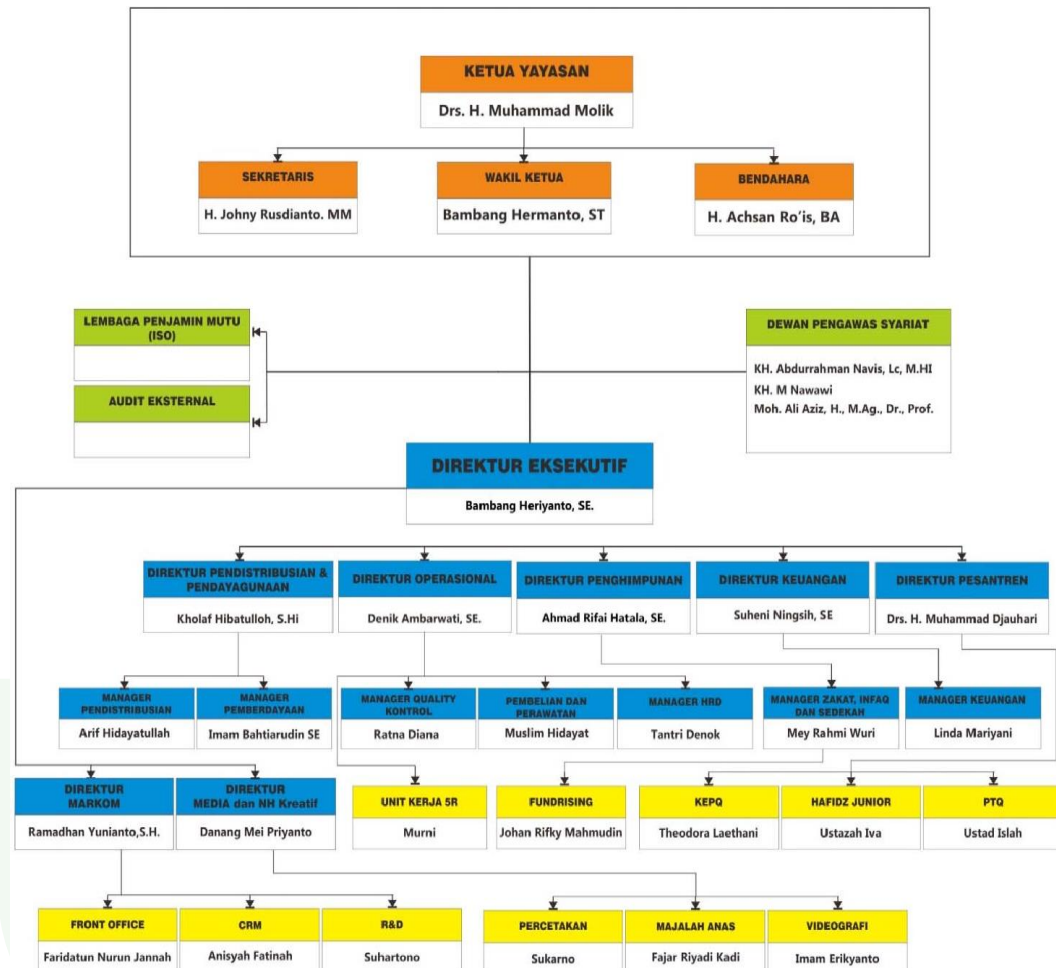 KETUA YAYASAN
Drs. H. Muhammad Molik
SEKRETARIS
H. Johny Rusdianto. MM
WAKIL KETUA
Bambang Hermanto, ST
BENDAHARA
H. Achsan Ro'is, BA
LEMBAGA PENJAMIN MUTU
(ISO)
AUDIT EKSTERNAL
DEWAN PENGAWAS SYARIAT
KH. Abdurrahman Navis, Lc, M.HI
KH. M Nawawi
Moh. Ali Aziz, H., M.Ag., Dr., Prof.
DIREKTUR EKSEKUTIF
Bambang Heriyanto, SE.
DIREKTUR PENDISTRIBUSIAN &
PENDAYAGUNAAN
Kholaf Hibatulloh, S.Hi
DIREKTUR OPERASIONAL
Denik Ambarwati, SE.
DIREKTUR PENGHIMPUNAN
Ahmad Rifai Hatala, SE.
DIREKTUR KEUANGAN
Suheni Ningsih, SE
DIREKTUR PESANTREN
Drs. H. Muhammad Djauhari
MANAGER
PENDISTRIBUSIAN
Arif Hidayatullah
MANAGER
PEMBERDAYAAN
Imam Bahtiarudin SE
MANAGER QUALITY
KONTROL
Ratna Diana
PEMBELIAN DAN
PERAWATAN
Muslim Hidayat
MANAGER HRD
Tantri Denok
MANAGER ZAKAT, INFAQ
DAN SEDEKAH
Mey Rahmi Wuri
MANAGER KEUANGAN
Linda Mariyani
DIREKTUR
MARKOM
Ramadhan Yunianto,S.H.
DIREKTUR
MEDIA dan NH Kreatif
Danang Mei Priyanto
UNIT KERJA 5R
Murni
FUNDRISING
Johan Rifky Mahmudin
KEPQ
Theodora Laethani
HAFIDZ JUNIOR
Ustazah Iva
PTQ
Ustad Islah
FRONT OFFICE
Faridatun Nurun Jannah
CRM
Anisyah Fatinah
R&D
Suhartono
PERCETAKAN
Sukarno
MAJALAH ANAS
Fajar Riyadi Kadi
VIDEOGRAFI
Imam Erikyanto